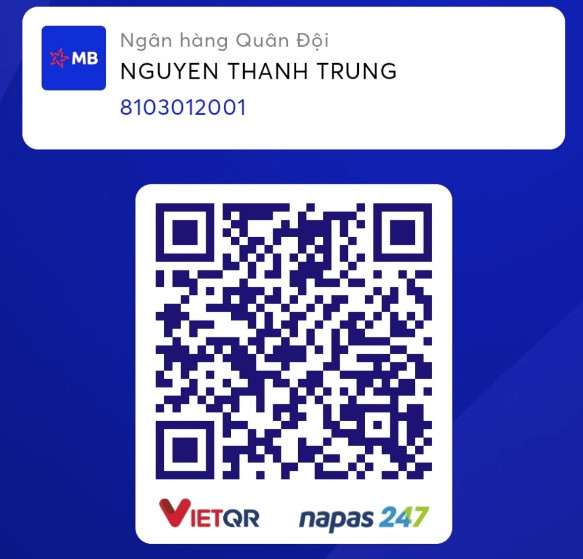 MB
Ngân hàng Quân Đội
NGUYEN THANH TRUNG
8103012001
VIETQR
napas 247